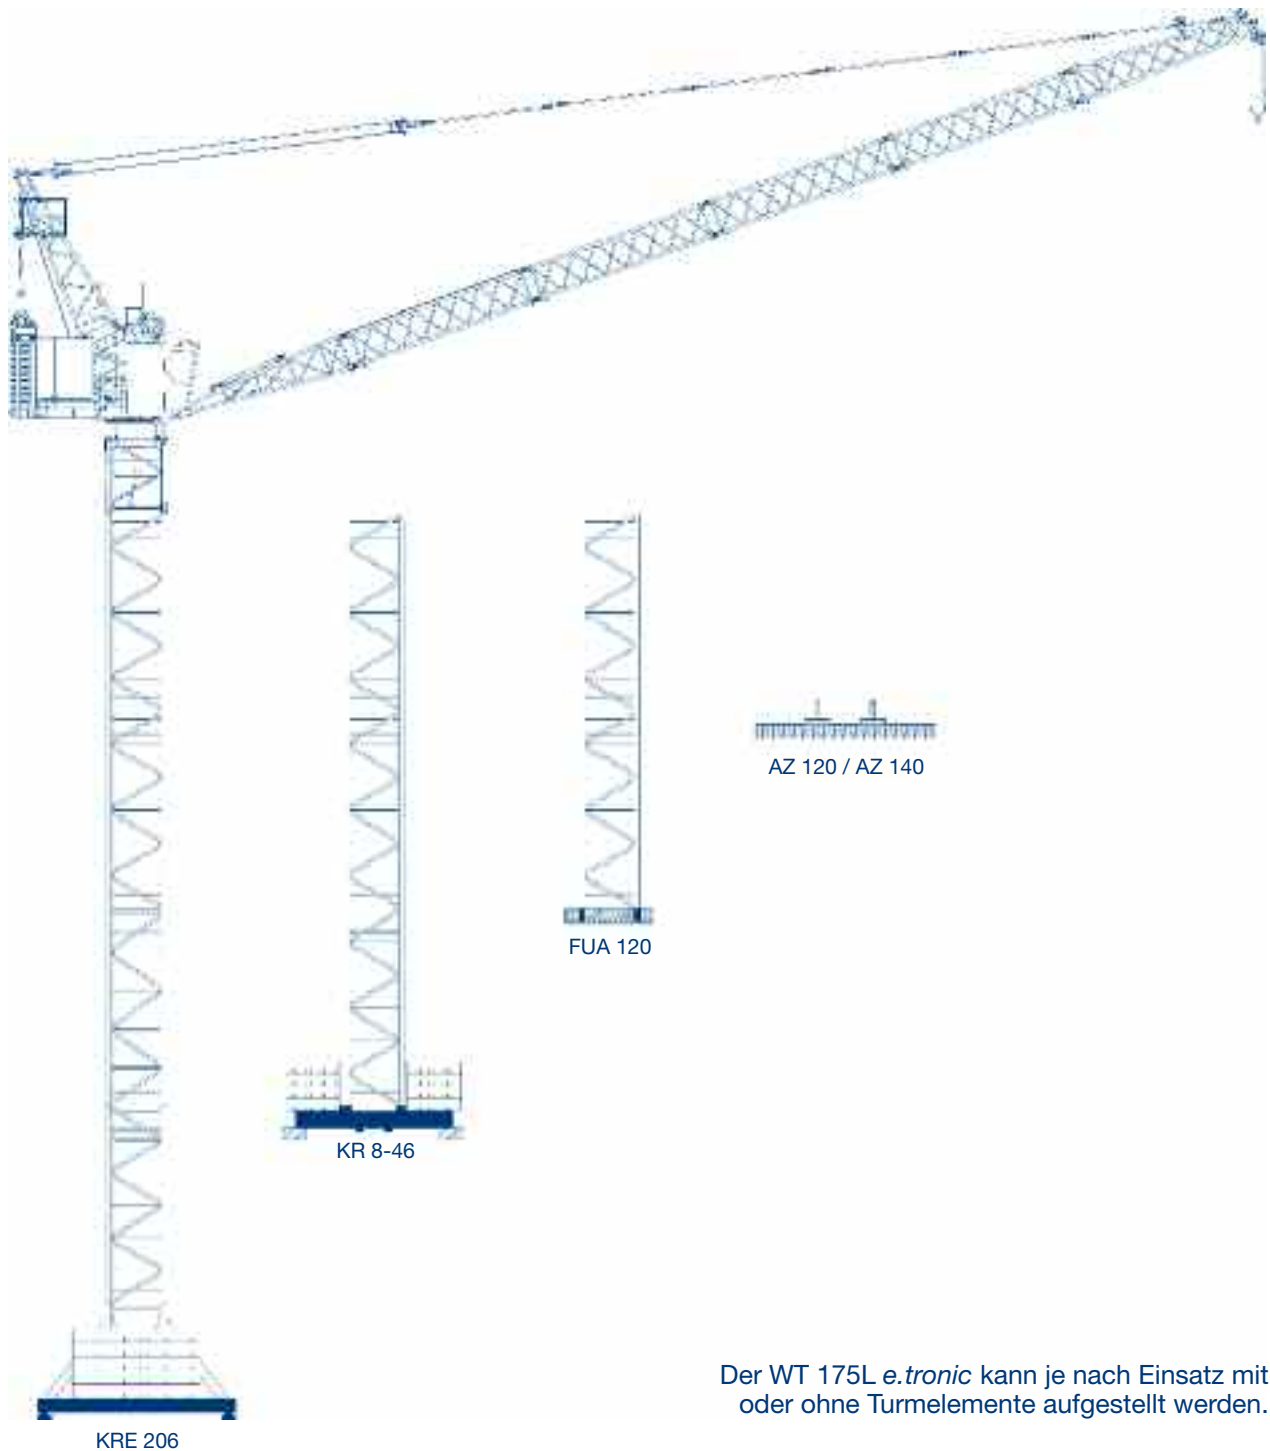 AZ 120 / AZ 140
FUA 120
KR 8-46
Der WT 175L e.tronic kann je nach Einsatz mit
oder ohne Turmelemente aufgestellt werden.
KRE 206